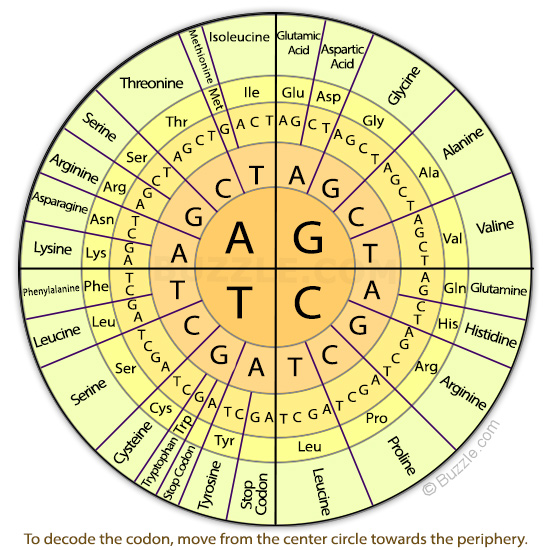 Glutamic
Acid
Aspartic
Acid
Glycine
Alanine
Valine
Glutamine
Histidine
Arginine
Proline
Leucine
Stop
Codon
Tyrosine
Stop Codon
Tryptophan
Cysteine
Serine
Leucine
Phenylalanine
Lysine
Asparagine
Arginine
Serine
Threonine
Methionine
Isoleucine
Glu
Asp
Gly
Ala
Val
Gln
His
Arg
Pro
Leu
Tyr
Trp
Cys
Ser
Leu
Phe
Lys
Asn
Arg
Ser
Thr
Met
Ile
A G C T A G C T A G C T A G C T
A G C T A G C T A G C T A G C T
A G C T A G C T A G C T A G C T
A G C T A G C T A G C T G A C T
A G C T
A G C T
A G C T
A G C T
A G
T C
BUZZLE.COM
© Buzzle.com
To decode the codon, move from the center circle towards the periphery.